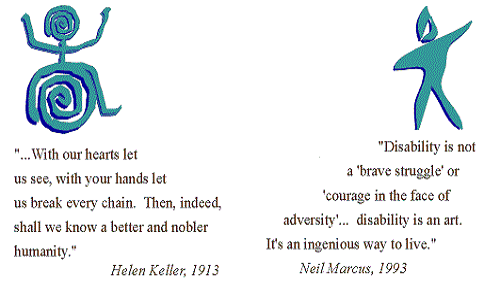 "...With our hearts let
us see, with your hands let
us break every chain.  Then, indeed,
shall we know a better and nobler
humanity."
Helen Keller, 1913
"Disability is not
a 'brave struggle' or
'courage in the face of
adversity'...  disability is an art.
It's an ingenious way to live."
Neil Marcus, 1993